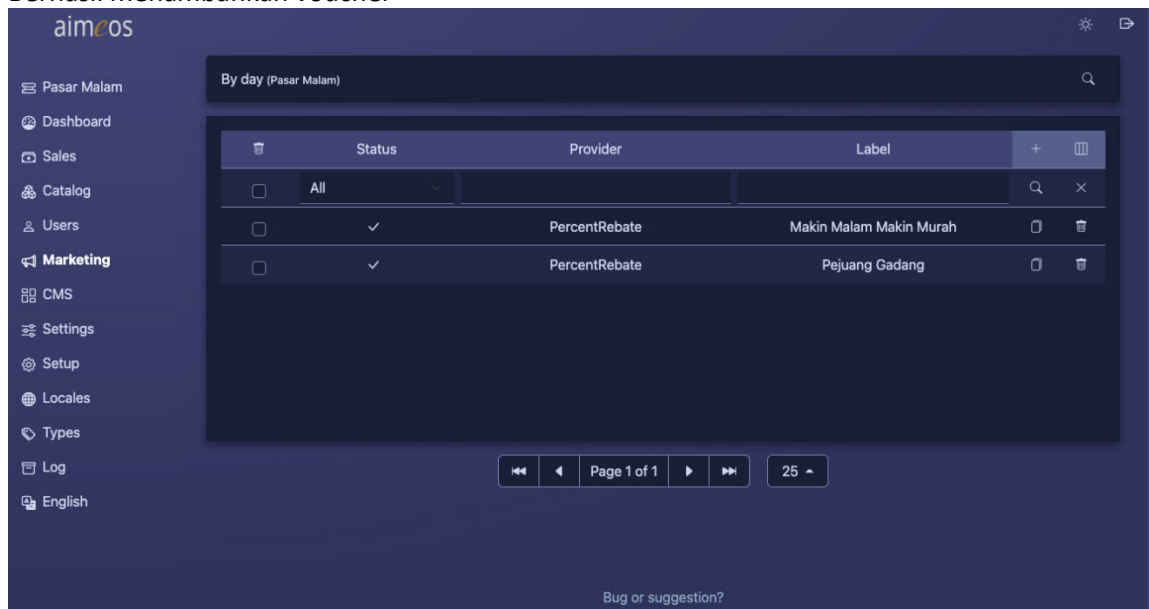 Berhasil menambahkan voucher
aimeos
Pasar Malam
Dashboard
Sales
Catalog
Users
Marketing
CMS
Settings
Setup
Locales
Types
Log
English
By day (Pasar Malam)
Status Provider Label
All
PercentRebate Makin Malam Makin Murah
PercentRebate Pejuang Gadang
Page 1 of 1 25
Bug or suggestion?